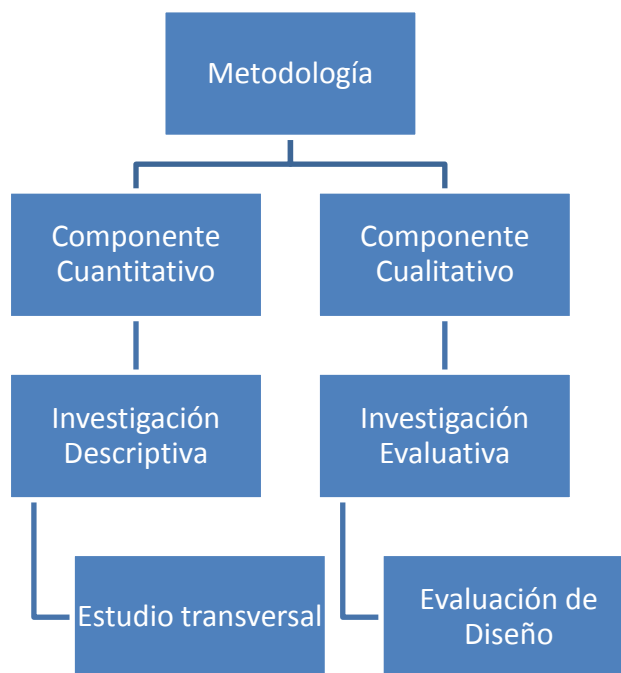 Metodología
Componente
Cuantitativo
Componente
Cualitativo
Investigación
Descriptiva
Investigación
Evaluativa
Estudio transversal
Evaluación de
Diseño